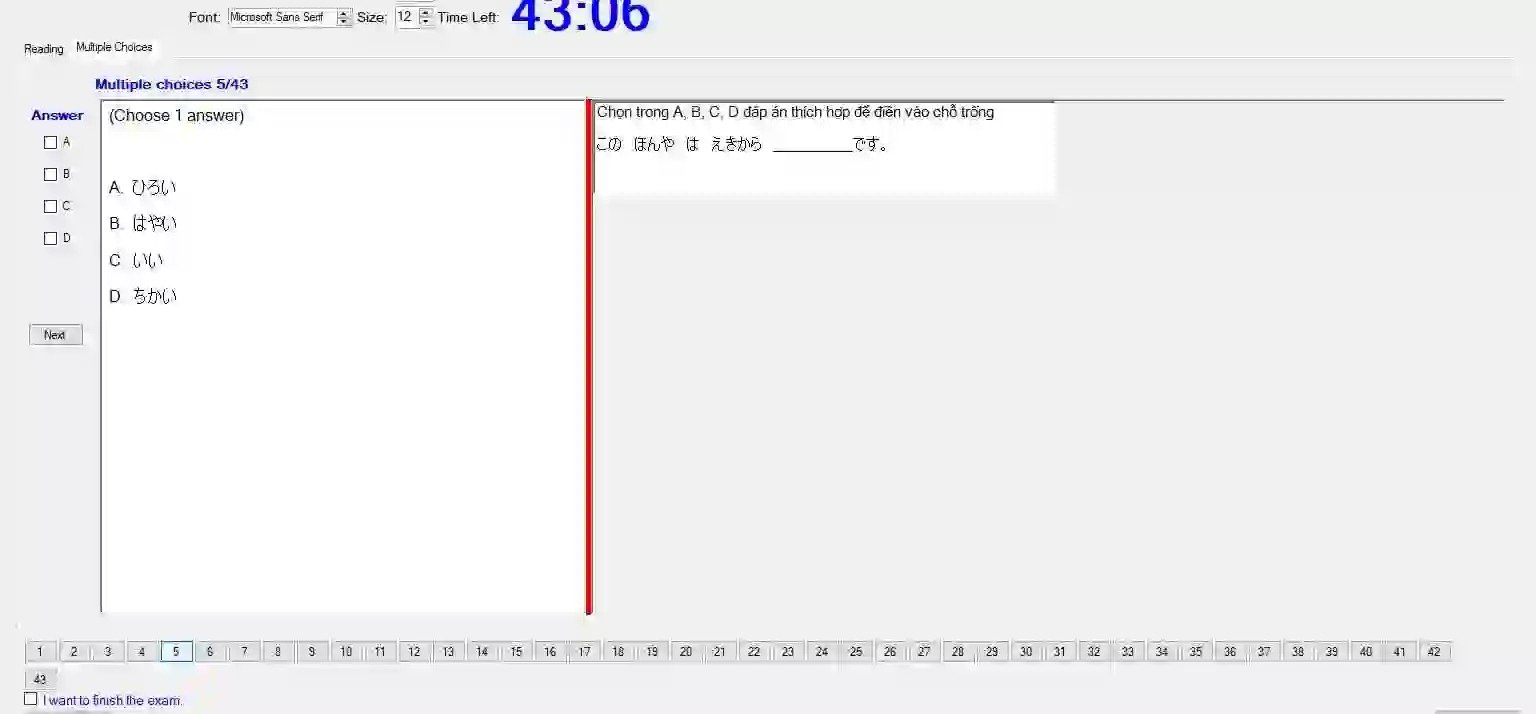 Font: Microsoft Sans Serif Size: 12 Time Left: 43:06
Reading Multiple Choices
Multiple choices 5/43
Answer
A
B
C
D
Next
(Choose 1 answer)
A. ひろい
B. はやい
C いい
D. ちかい
Chọn trong A, B, C, D đáp án thích hợp để điền vào chỗ trống
この ほんや は えきから __________です。
1 2 3 4 5 6 7 8 9 10 11 12 13 14 15 16 17 18 19 20 21 22 23 24 25 26 27 28 29 30 31 32 33 34 35 36 37 38 39 40 41 42
43
I want to finish the exam.